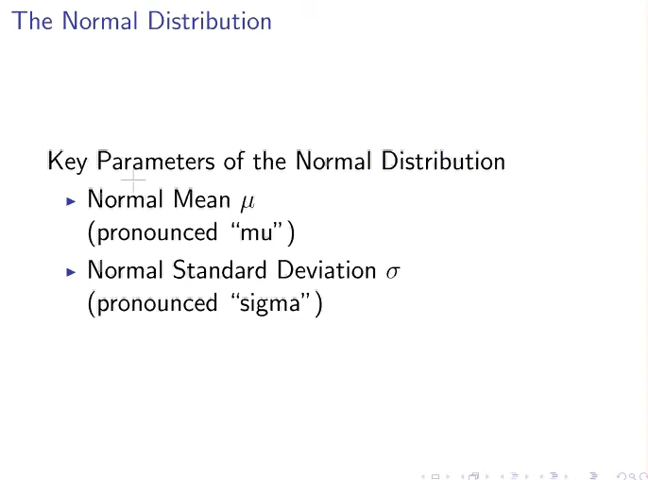 The Normal Distribution
Key Parameters of the Normal Distribution
Normal Mean μ
(pronounced “mu”)
Normal Standard Deviation σ
(pronounced “sigma”)